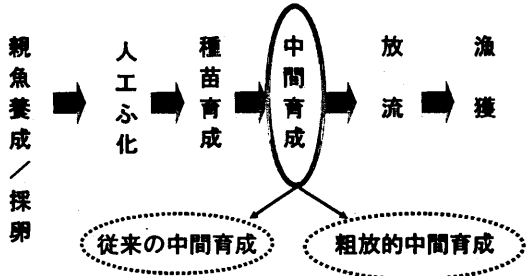 親魚養成／採卵
人工ふ化
種苗育成
中間育成
放流
漁獲
従来の中間育成
粗放的中間育成